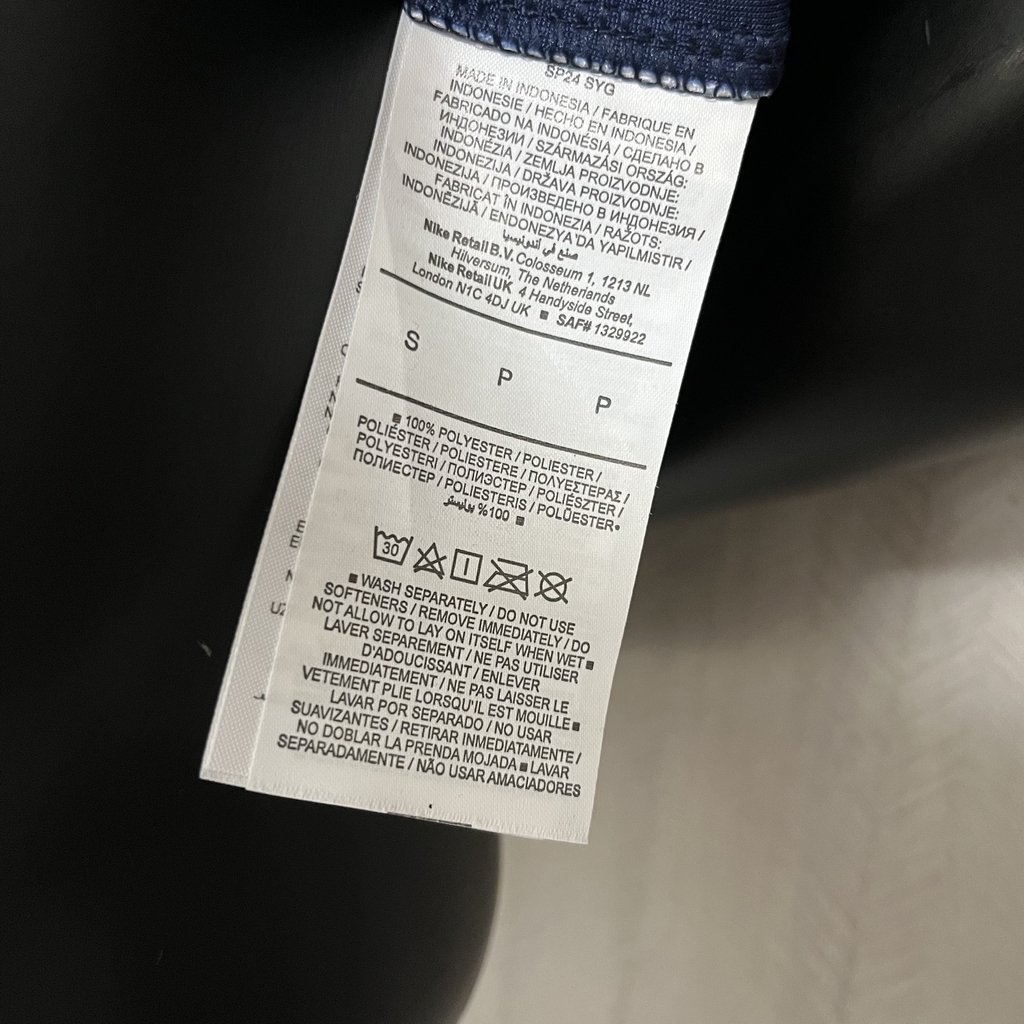 SP24 SYG
MADE IN INDONESIA / FABRIQUE EN
INDONESIE / HECHO EN INDONESIA /
FABRICADO NA INDONÉSIA / СДЕЛАНО В
ИНДОНЕЗИИ / SZÁRMAZÁSI ORSZÁG:
INDONÉZIA / ZEMLJA PROIZVODNJE:
INDONEZIJA / DRŽAVA PROIZVODNJE:
INDONEZIJA / ПРОИЗВЕДЕНО В ИНДОНЕЗИЯ /
FABRICAT ÎN INDONEZIA / RAŽOTS:
INDONĒZIJĀ / ENDONEZYA'DA YAPILMISTIR /
صنع في أندونيسيا
Nike Retail B.V. Colosseum 1, 1213 NL
Hilversum, The Netherlands
Nike Retail UK 4 Handyside Street,
London N1C 4DJ UK ■ SAF# 1329922
S P P
■ 100% POLYESTER / POLIESTER /
POLIÉSTER / POLIESTERE / ΠΟΛΥΕΣΤΕΡΑΣ /
POLYESTERI / ПОЛИЭСТЕР / POLIÉSZTER /
ПОЛИЕСТЕР / POLIESTERIS / POLÜESTER•
%100 بوليستر ■
30
■ WASH SEPARATELY / DO NOT USE
SOFTENERS / REMOVE IMMEDIATELY / DO
NOT ALLOW TO LAY ON ITSELF WHEN WET ■
LAVER SEPAREMENT / NE PAS UTILISER
D'ADOUCISSANT / ENLEVER
IMMEDIATEMENT / NE PAS LAISSER LE
VETEMENT PLIE LORSQU'IL EST MOUILLE ■
LAVAR POR SEPARADO / NO USAR
SUAVIZANTES / RETIRAR INMEDIATAMENTE /
NO DOBLAR LA PRENDA MOJADA ■ LAVAR
SEPARADAMENTE / NÃO USAR AMACIADORES